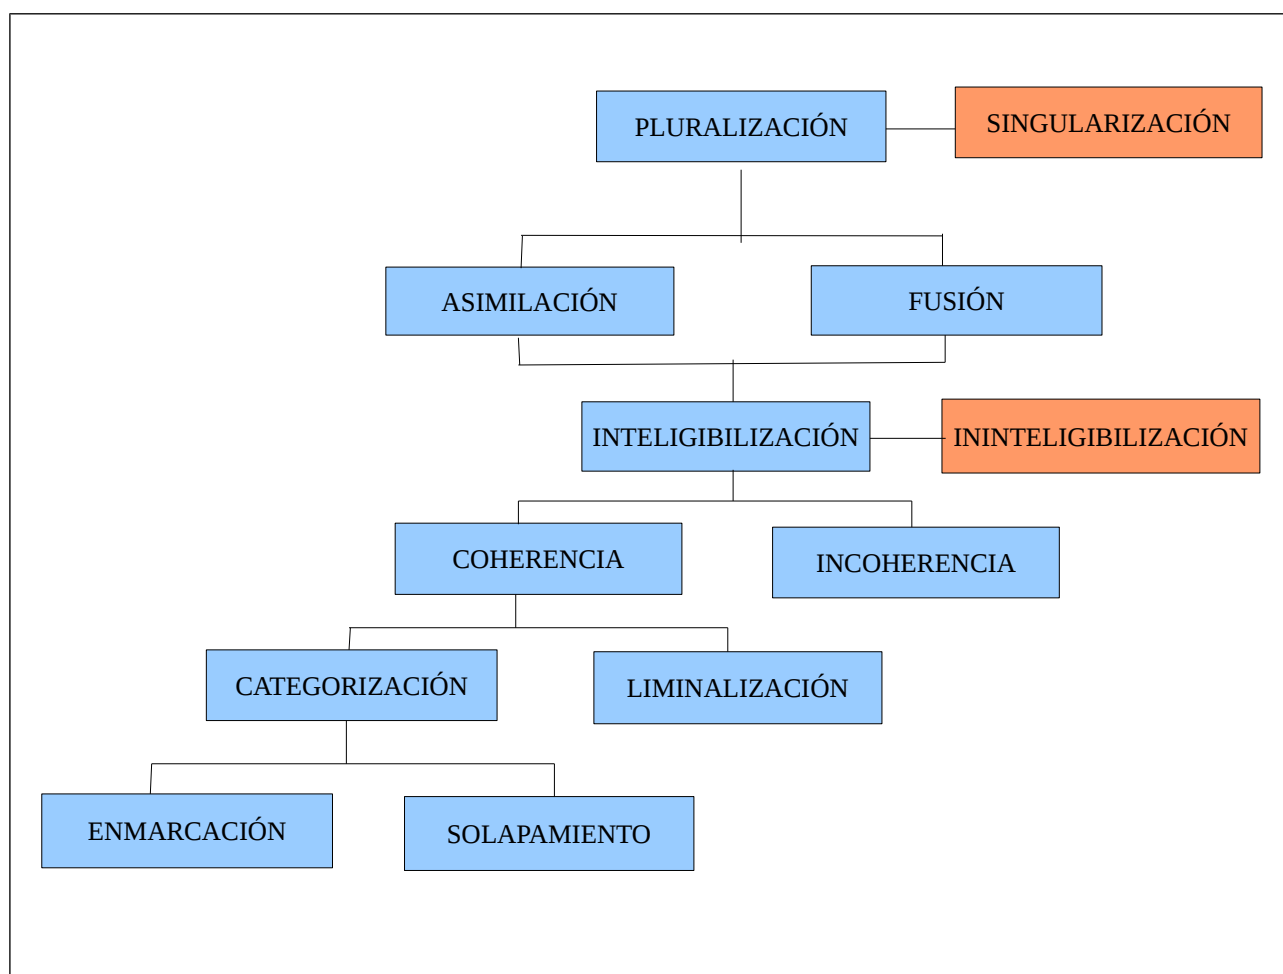 PLURALIZACIÓN
SINGULARIZACIÓN
ASIMILACIÓN
FUSIÓN
INTELIGIBILIZACIÓN
ININTELIGIBILIZACIÓN
COHERENCIA
INCOHERENCIA
CATEGORIZACIÓN
LIMINALIZACIÓN
ENMARCACIÓN
SOLAPAMIENTO